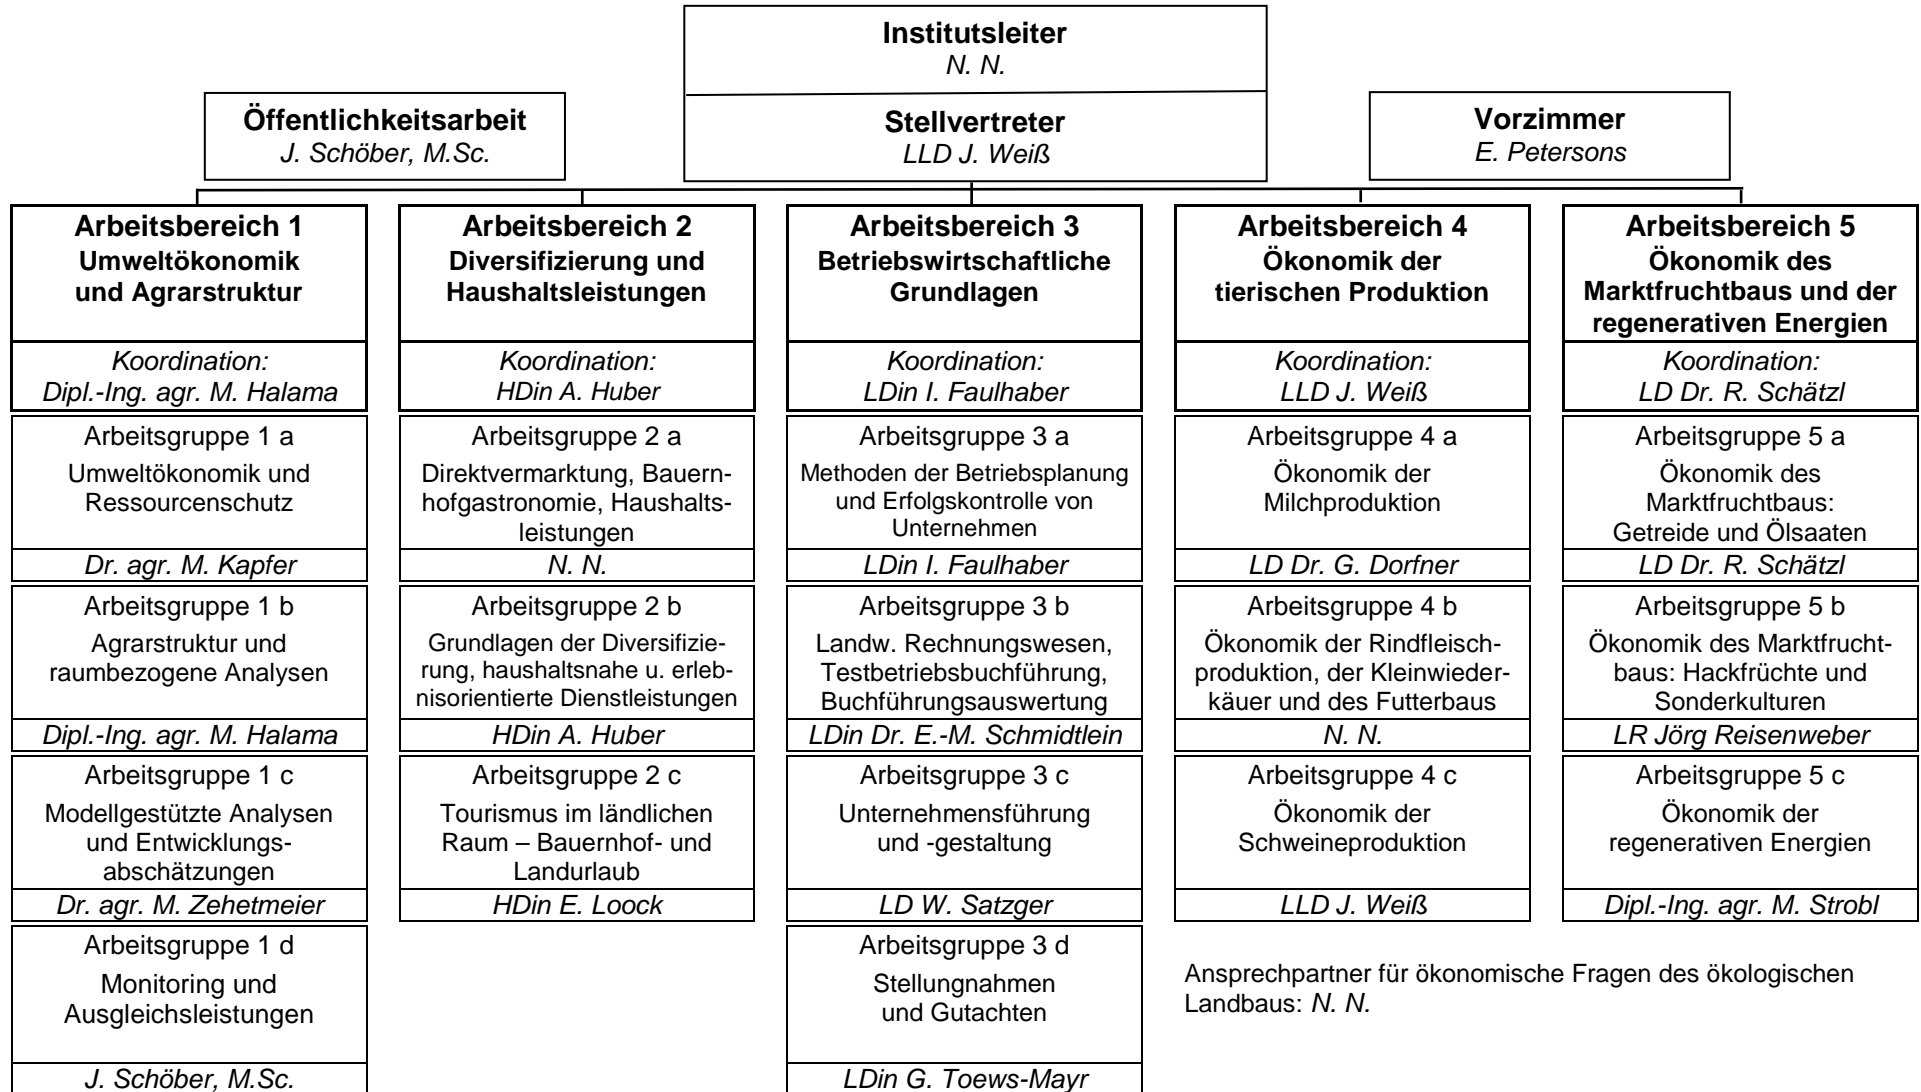 Institutsleiter
N. N.
Stellvertreter
LLD J. Weiß
Öffentlichkeitsarbeit
J. Schöber, M.Sc.
Vorzimmer
E. Petersons
Arbeitsbereich 1
Umweltökonomik
und Agrarstruktur
Koordination:
Dipl.-Ing. agr. M. Halama
Arbeitsgruppe 1 a
Umweltökonomik und
Ressourcenschutz
Dr. agr. M. Kapfer
Arbeitsgruppe 1 b
Agrarstruktur und
raumbezogene Analysen
Dipl.-Ing. agr. M. Halama
Arbeitsgruppe 1 c
Modellgestützte Analysen
und Entwicklungs-
abschätzungen
Dr. agr. M. Zehetmeier
Arbeitsgruppe 1 d
Monitoring und
Ausgleichsleistungen
J. Schöber, M.Sc.
Arbeitsbereich 2
Diversifizierung und
Haushaltsleistungen
Koordination:
HDin A. Huber
Arbeitsgruppe 2 a
Direktvermarktung, Bauern-
hofgastronomie, Haushalts-
leistungen
N. N.
Arbeitsgruppe 2 b
Grundlagen der Diversifizie-
rung, haushaltsnahe u. erleb-
nisorientierte Dienstleistungen
HDin A. Huber
Arbeitsgruppe 2 c
Tourismus im ländlichen
Raum – Bauernhof- und
Landurlaub
HDin E. Loock
Arbeitsbereich 3
Betriebswirtschaftliche
Grundlagen
Koordination:
LDin I. Faulhaber
Arbeitsgruppe 3 a
Methoden der Betriebsplanung
und Erfolgskontrolle von
Unternehmen
LDin I. Faulhaber
Arbeitsgruppe 3 b
Landw. Rechnungswesen,
Testbetriebsbuchführung,
Buchführungsauswertung
LDin Dr. E.-M. Schmidtlein
Arbeitsgruppe 3 c
Unternehmensführung
und -gestaltung
LD W. Satzger
Arbeitsgruppe 3 d
Stellungnahmen
und Gutachten
LDin G. Toews-Mayr
Arbeitsbereich 4
Ökonomik der
tierischen Produktion
Koordination:
LLD J. Weiß
Arbeitsgruppe 4 a
Ökonomik der
Milchproduktion
LD Dr. G. Dorfner
Arbeitsgruppe 4 b
Ökonomik der Rindfleisch-
produktion, der Kleinwieder-
käuer und des Futterbaus
N. N.
Arbeitsgruppe 4 c
Ökonomik der
Schweineproduktion
LLD J. Weiß
Arbeitsbereich 5
Ökonomik des
Marktfruchtbaus und der
regenerativen Energien
Koordination:
LD Dr. R. Schätzl
Arbeitsgruppe 5 a
Ökonomik des
Marktfruchtbaus:
Getreide und Ölsaaten
LD Dr. R. Schätzl
Arbeitsgruppe 5 b
Ökonomik des Marktfrucht-
baus: Hackfrüchte und
Sonderkulturen
LR Jörg Reisenweber
Arbeitsgruppe 5 c
Ökonomik der
regenerativen Energien
Dipl.-Ing. agr. M. Strobl
Ansprechpartner für ökonomische Fragen des ökologischen
Landbaus: N. N.